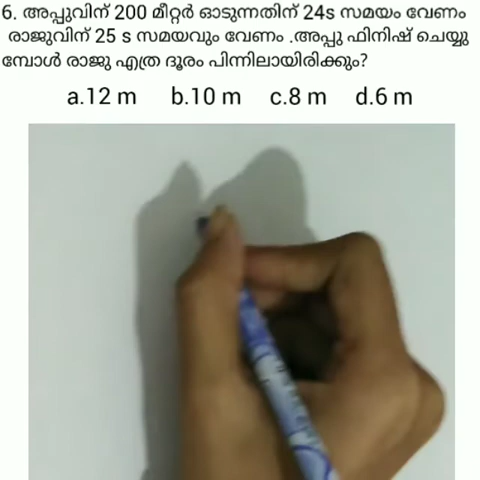 6. അപ്പുവിന് 200 മീറ്റർ ഓടുന്നതിന് 24s സമയം വേണം
രാജുവിന് 25 s സമയവും വേണം .അപ്പു ഫിനിഷ് ചെയ്യു
മ്പോൾ രാജു എത്ര ദൂരം പിന്നിലായിരിക്കും?
a.12 m b.10 m c.8 m d.6 m